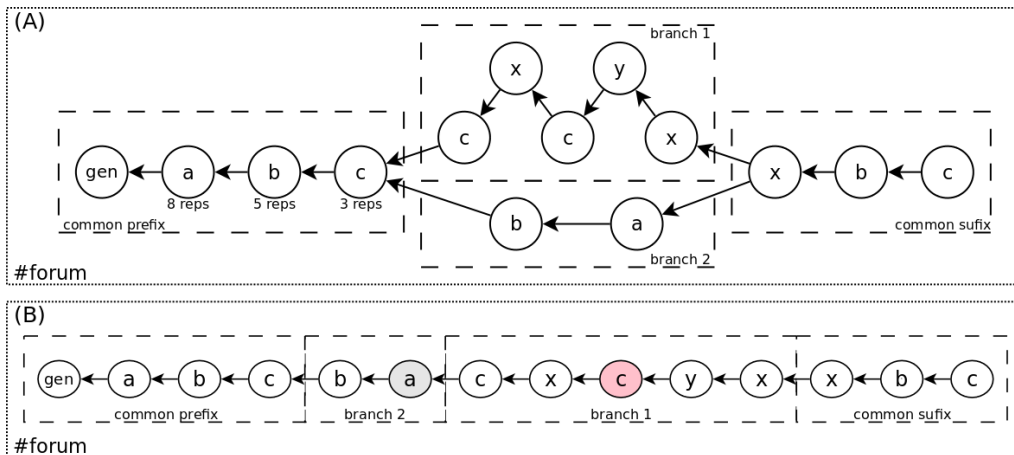 (A)
branch 1
x y
c c x
gen a b c x b c
8 reps 5 reps 3 reps
common prefix common sufix
b a
branch 2
#forum
(B)
gen a b c b a c x c y x x b c
common prefix branch 2 branch 1 common sufix
#forum